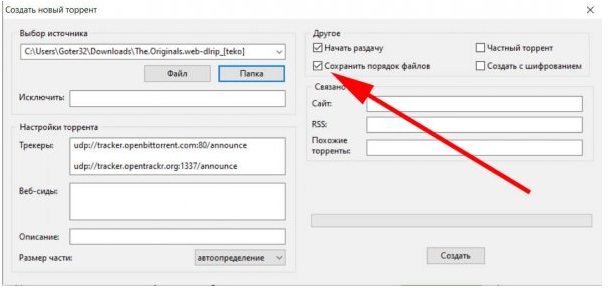 Создать новый торрент
Выбор источника
C:\Users\Goter32\Downloads\The.Originals.web-dlrip_[teko]
Файл
Папка
Исключить:
Настройки торрента
Трекеры:
udp://tracker.openbittorrent.com:80/announce
udp://tracker.opentrackr.org:1337/announce
Веб-сиды:
Описание:
Размер части:
автоопределение
Другое
Начать раздачу
Частный торрент
Сохранить порядок файлов
Создать с шифрованием
Связано
Сайт:
RSS:
Похожие
торренты:
Создать